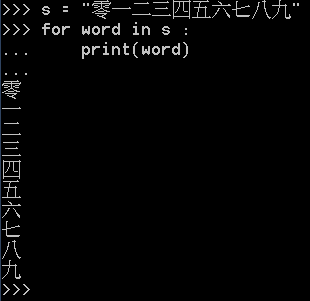 >>> s = "零一二三四五六七八九"
>>> for word in s :
...     print(word)
...
零
一
二
三
四
五
六
七
八
九
>>>